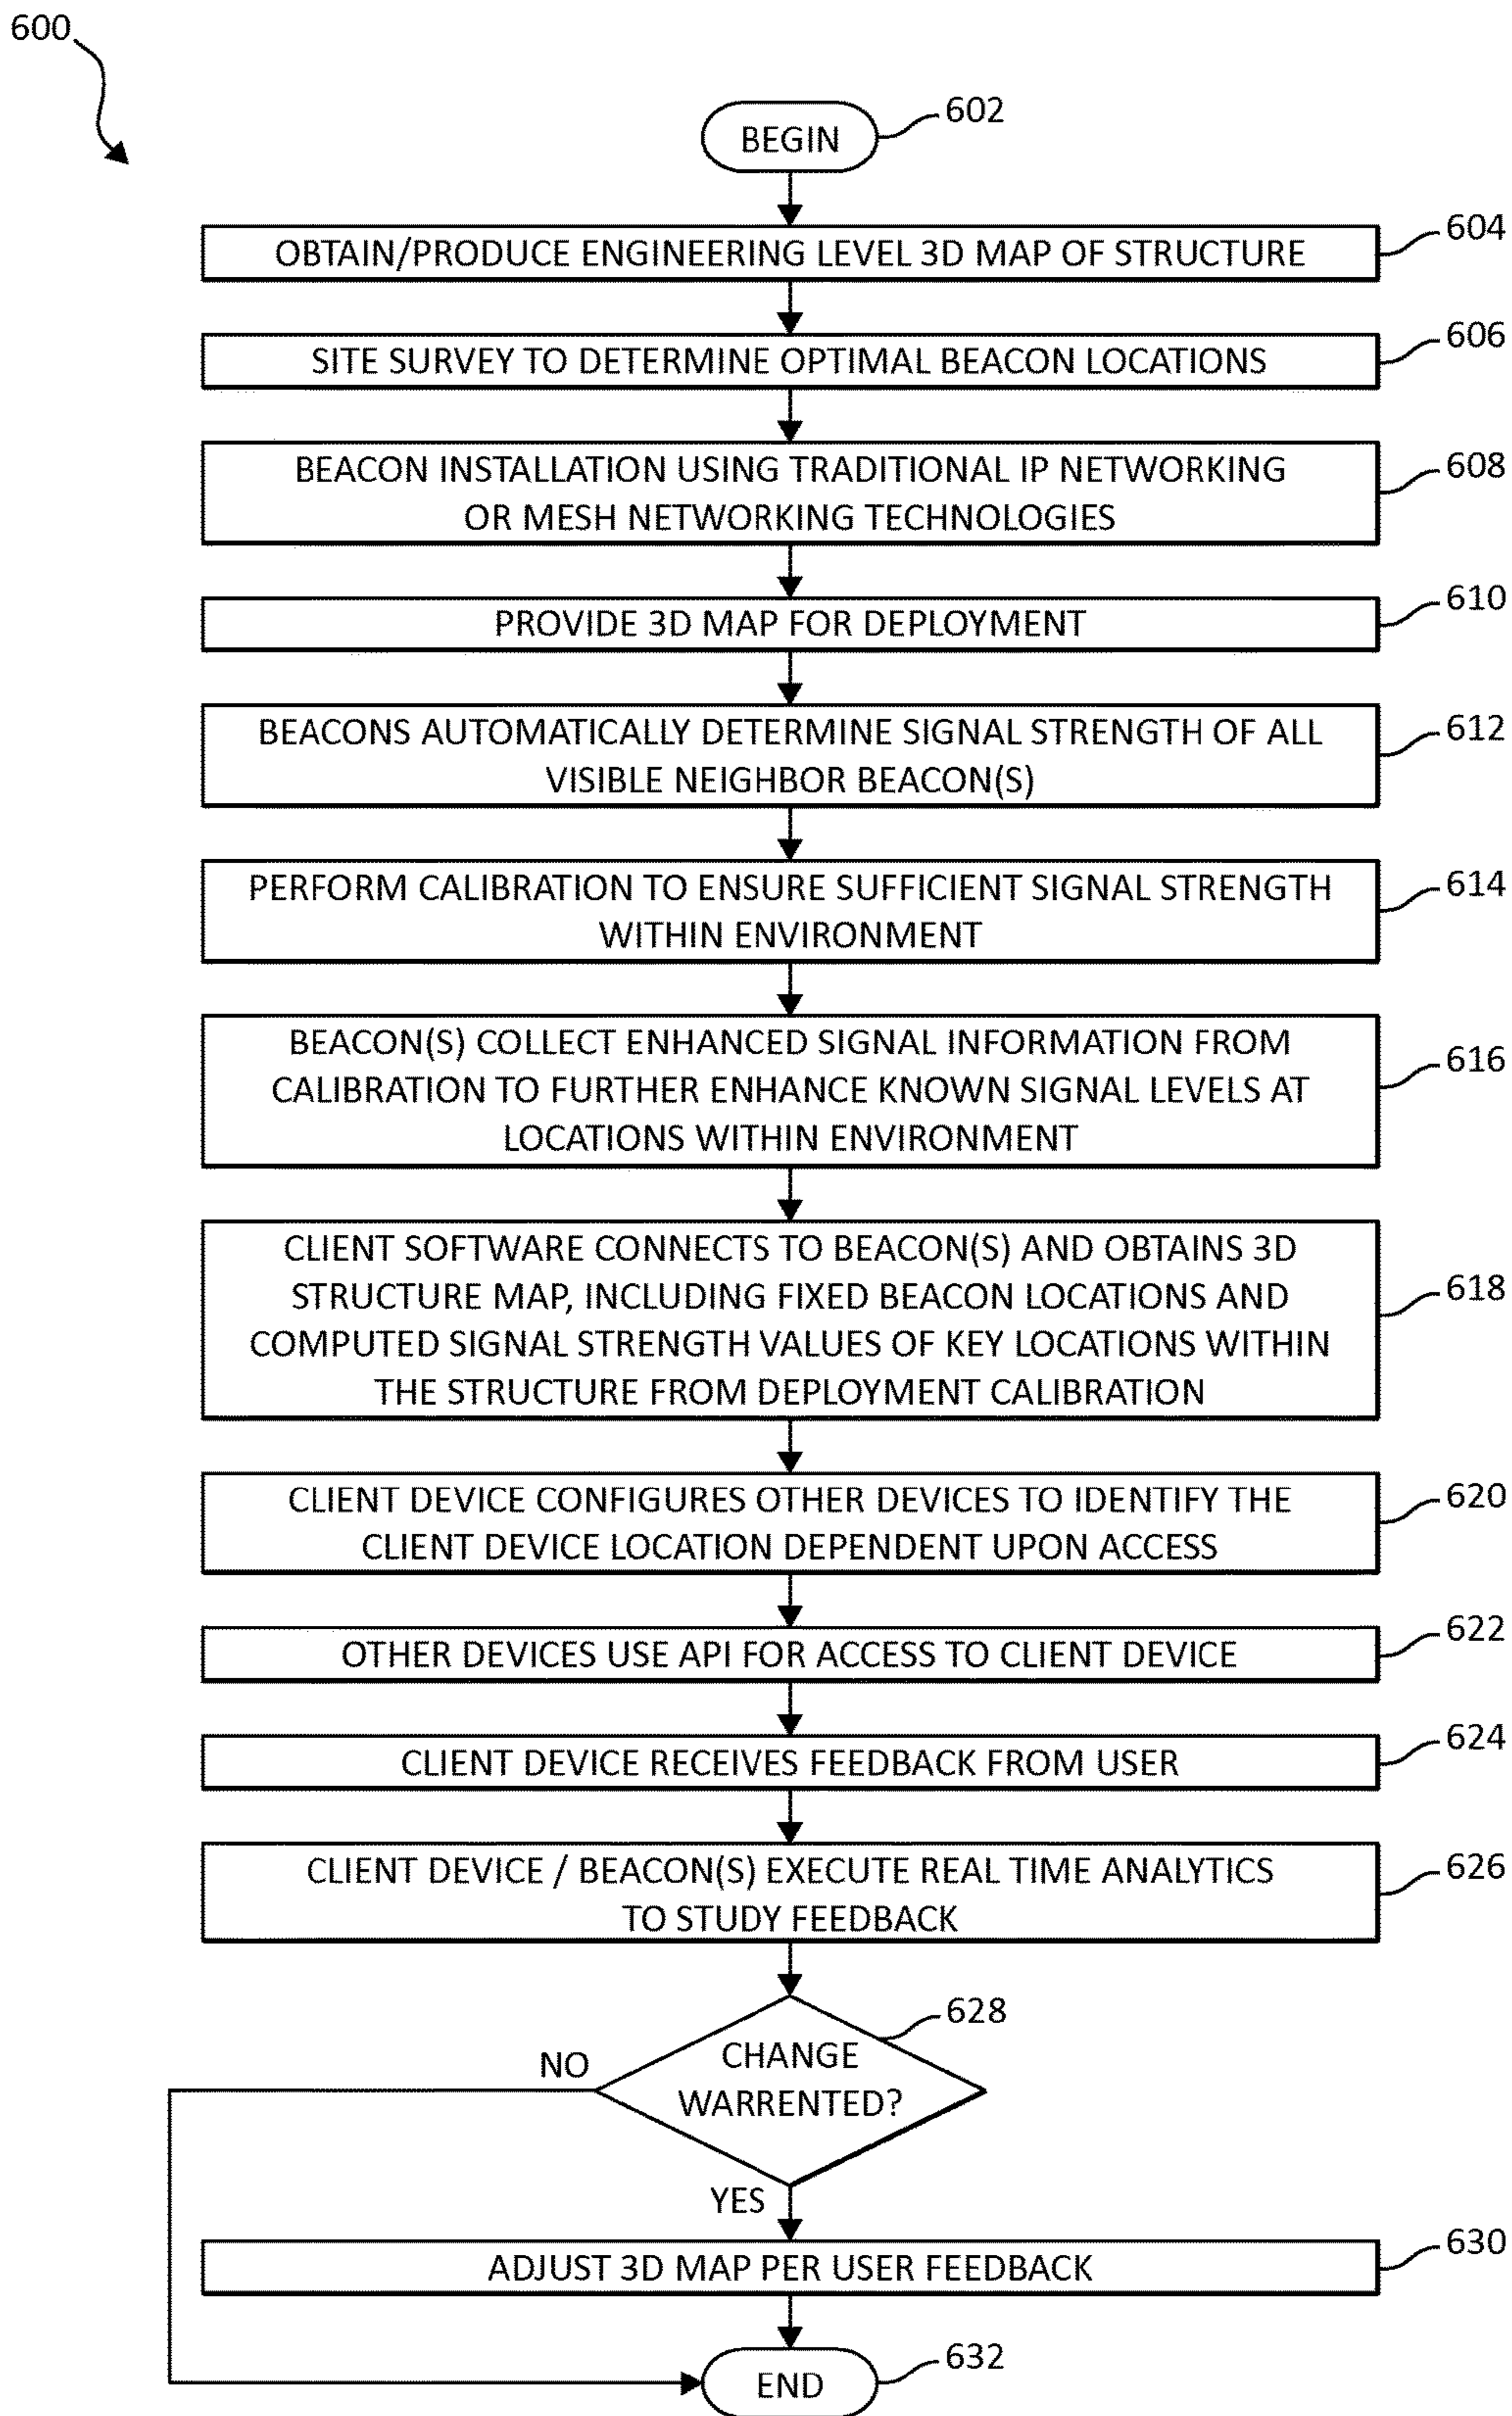 600
BEGIN
602
OBTAIN/PRODUCE ENGINEERING LEVEL 3D MAP OF STRUCTURE
604
SITE SURVEY TO DETERMINE OPTIMAL BEACON LOCATIONS
606
BEACON INSTALLATION USING TRADITIONAL IP NETWORKING
OR MESH NETWORKING TECHNOLOGIES
608
PROVIDE 3D MAP FOR DEPLOYMENT
610
BEACONS AUTOMATICALLY DETERMINE SIGNAL STRENGTH OF ALL
VISIBLE NEIGHBOR BEACON(S)
612
PERFORM CALIBRATION TO ENSURE SUFFICIENT SIGNAL STRENGTH
WITHIN ENVIRONMENT
614
BEACON(S) COLLECT ENHANCED SIGNAL INFORMATION FROM
CALIBRATION TO FURTHER ENHANCE KNOWN SIGNAL LEVELS AT
LOCATIONS WITHIN ENVIRONMENT
616
CLIENT SOFTWARE CONNECTS TO BEACON(S) AND OBTAINS 3D
STRUCTURE MAP, INCLUDING FIXED BEACON LOCATIONS AND
COMPUTED SIGNAL STRENGTH VALUES OF KEY LOCATIONS WITHIN
THE STRUCTURE FROM DEPLOYMENT CALIBRATION
618
CLIENT DEVICE CONFIGURES OTHER DEVICES TO IDENTIFY THE
CLIENT DEVICE LOCATION DEPENDENT UPON ACCESS
620
OTHER DEVICES USE API FOR ACCESS TO CLIENT DEVICE
622
CLIENT DEVICE RECEIVES FEEDBACK FROM USER
624
CLIENT DEVICE / BEACON(S) EXECUTE REAL TIME ANALYTICS
TO STUDY FEEDBACK
626
CHANGE
WARRENTED?
628
NO
YES
ADJUST 3D MAP PER USER FEEDBACK
630
END
632